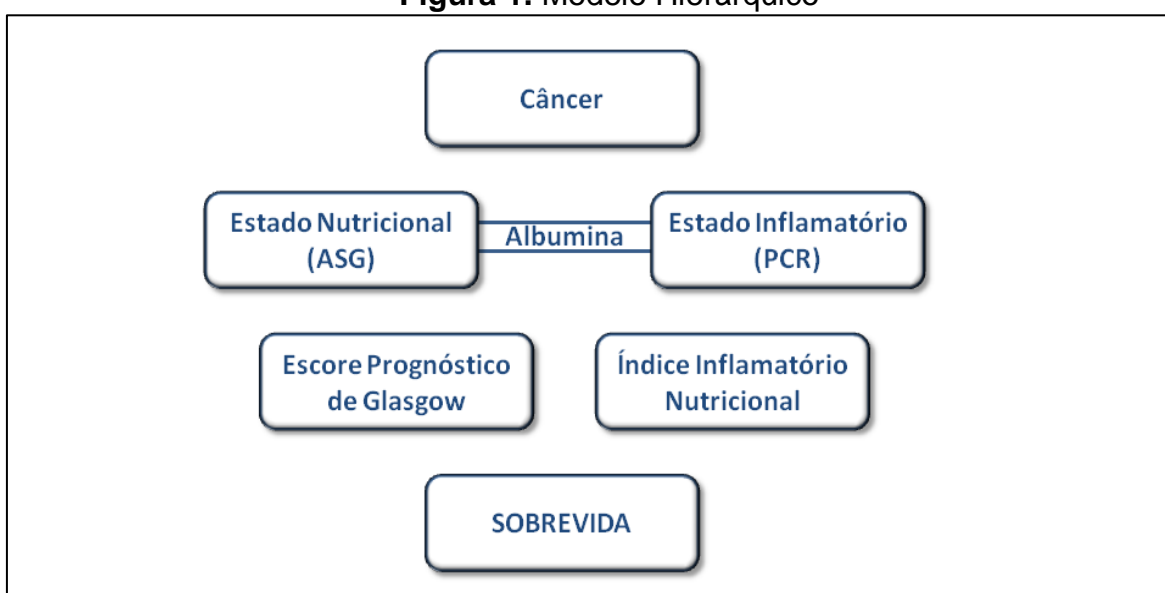 Figura 1. Modelo Hierárquico
Câncer
Estado Nutricional
(ASG)
Albumina
Estado Inflamatório
(PCR)
Escore Prognóstico
de Glasgow
Índice Inflamatório
Nutricional
SOBREVIDA